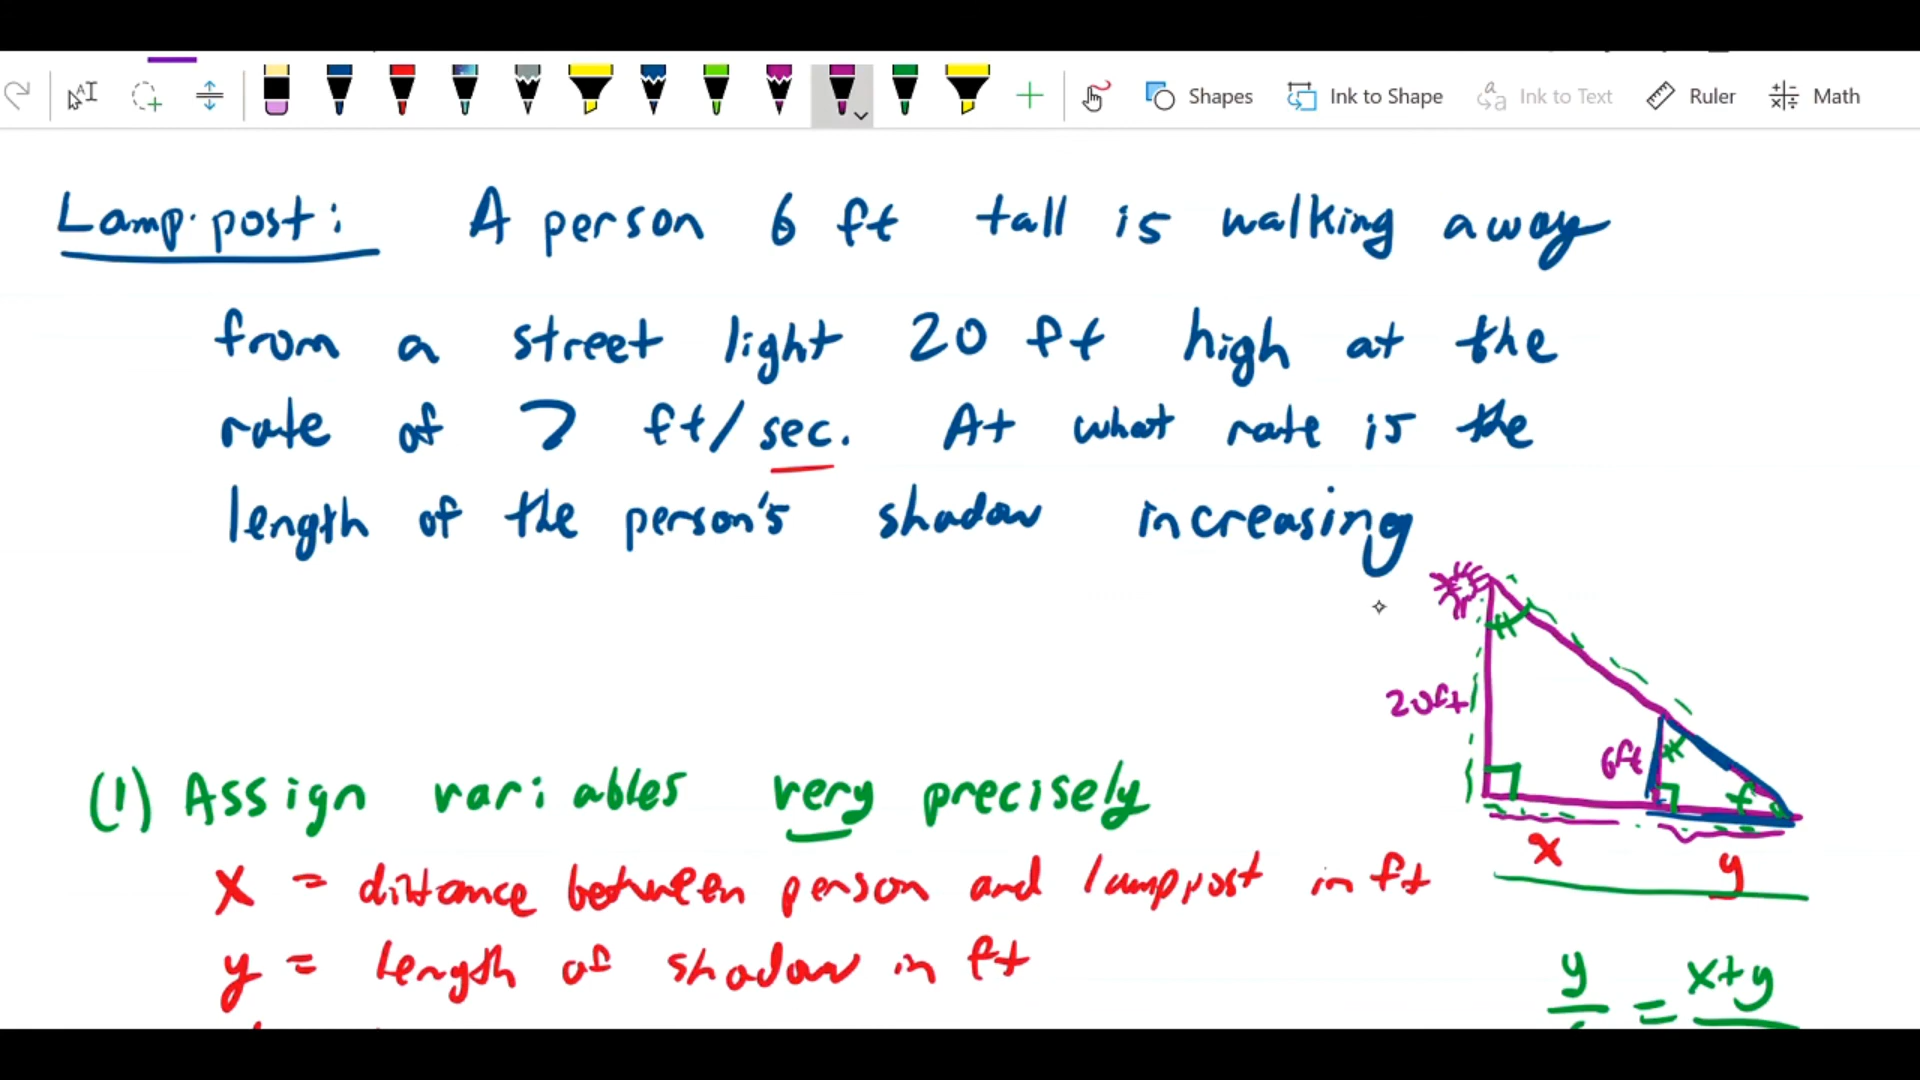 Shapes Ink to Shape Ink to Text Ruler Math
Lamp post: A person 6 ft tall is walking away
from a street light 20 ft high at the
rate of 7 ft/sec. At what rate is the
length of the person's shadow increasing
20ft
6ft
x y
(1) Assign variables very precisely
x = distance between person and lamppost in ft
y = length of shadow in ft
y = x+y